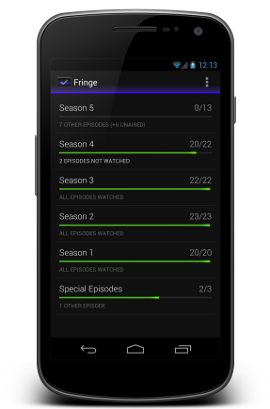 12:13
Fringe
Season 5 0/13
7 OTHER EPISODES (+6 UNAIRED)
Season 4 20/22
2 EPISODES NOT WATCHED
Season 3 22/22
ALL EPISODES WATCHED
Season 2 23/23
ALL EPISODES WATCHED
Season 1 20/20
ALL EPISODES WATCHED
Special Episodes 2/3
1 OTHER EPISODE